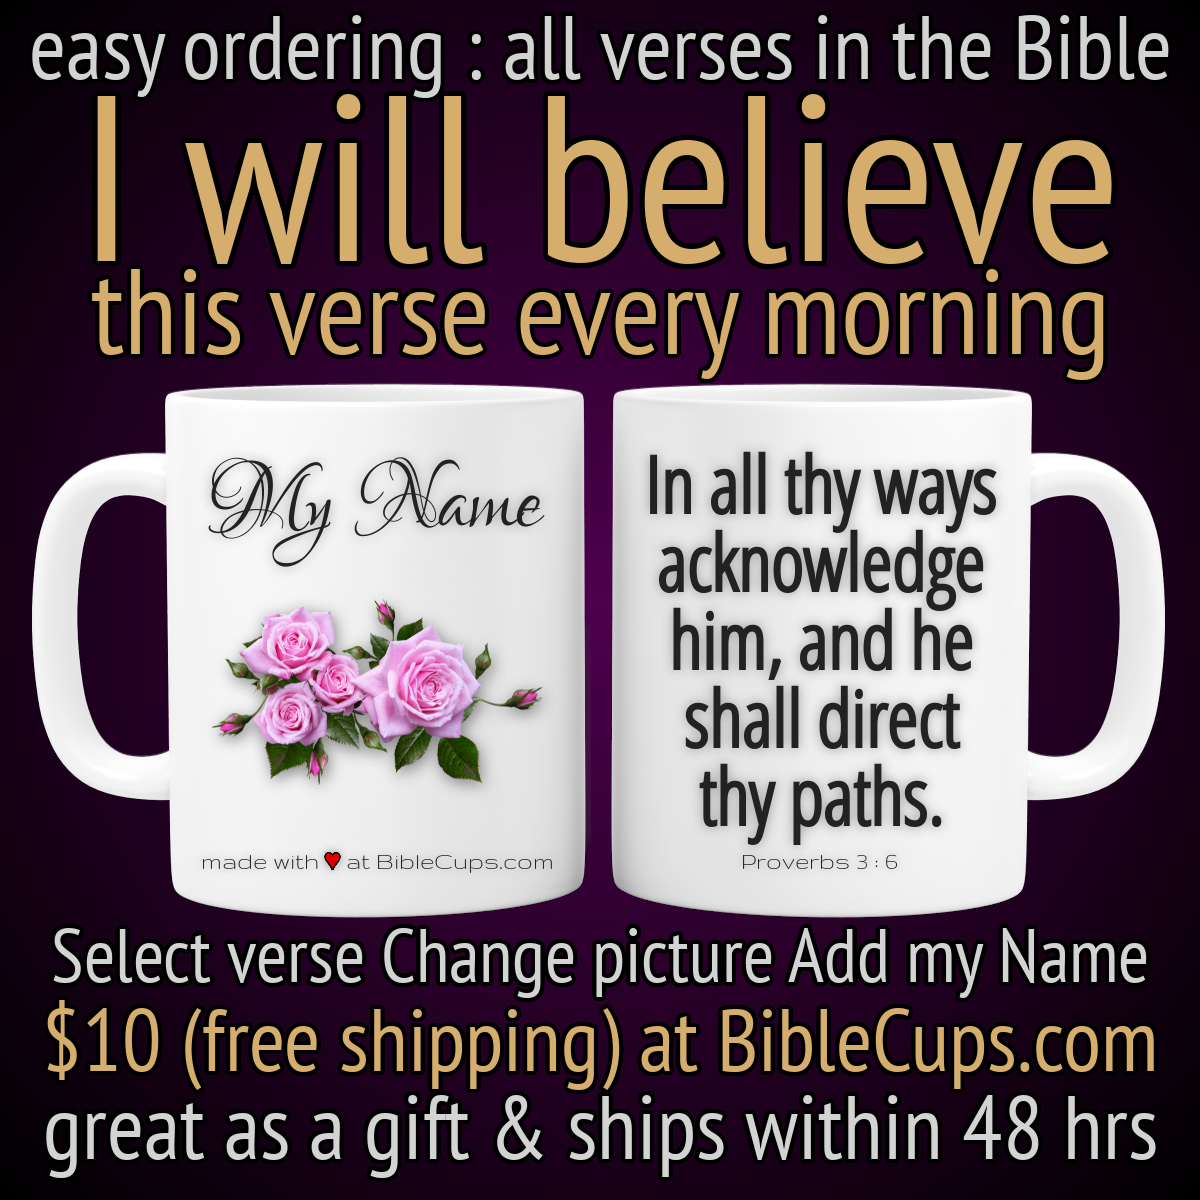 easy ordering : all verses in the Bible
I will believe
this verse every morning
My Name
made with ♥ at BibleCups.com
In all thy ways
acknowledge
him, and he
shall direct
thy paths.
Proverbs 3 : 6
Select verse Change picture Add my Name
$10 (free shipping) at BibleCups.com
great as a gift & ships within 48 hrs